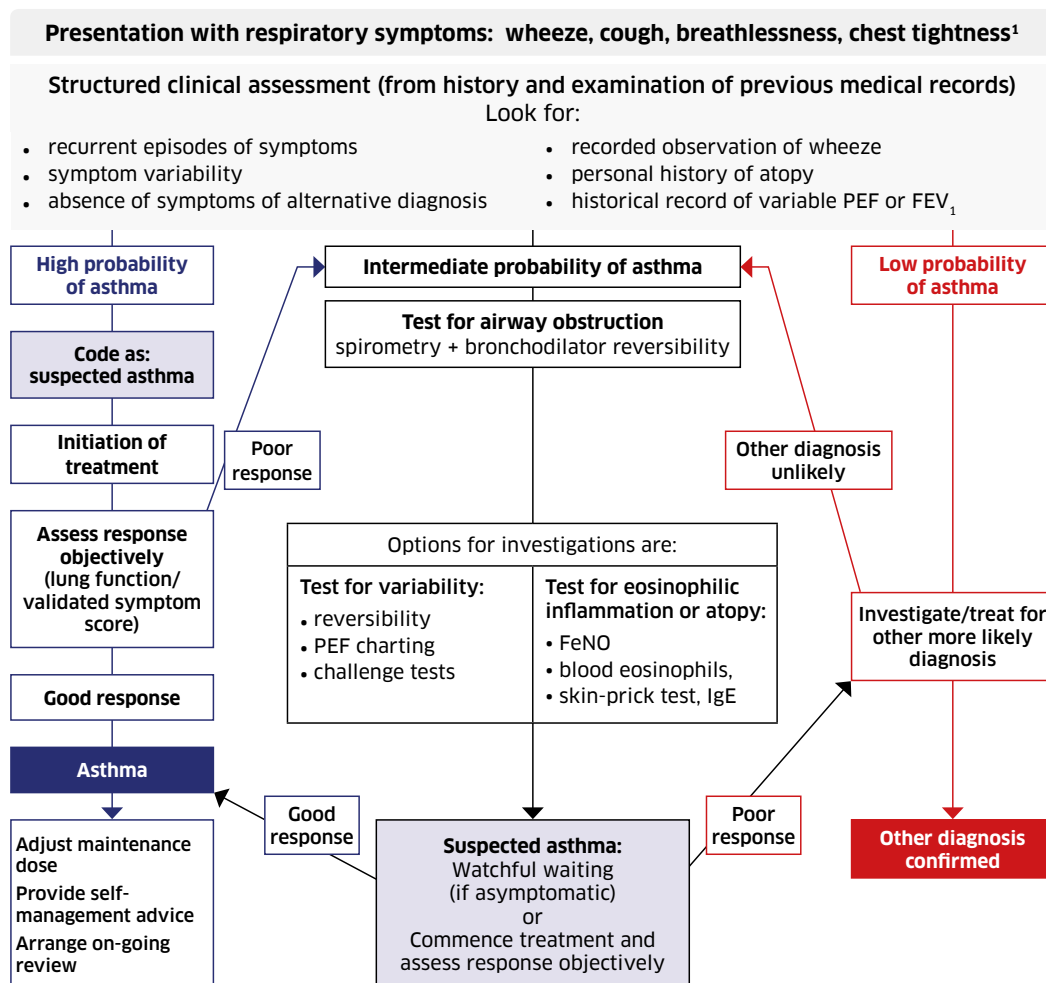 Presentation with respiratory symptoms: wheeze, cough, breathlessness, chest tightness¹
Structured clinical assessment (from history and examination of previous medical records)
Look for:
• recurrent episodes of symptoms
• symptom variability
• absence of symptoms of alternative diagnosis
• recorded observation of wheeze
• personal history of atopy
• historical record of variable PEF or FEV₁
High probability
of asthma
Code as:
suspected asthma
Initiation of
treatment
Assess response
objectively
(lung function/
validated symptom
score)
Good response
Asthma
Adjust maintenance
dose
Provide self-
management advice
Arrange on-going
review
Poor
response
Intermediate probability of asthma
Test for airway obstruction
spirometry + bronchodilator reversibility
Options for investigations are:
Test for variability:
• reversibility
• PEF charting
• challenge tests
Test for eosinophilic
inflammation or atopy:
• FeNO
• blood eosinophils,
• skin-prick test, IgE
Good
response
Suspected asthma:
Watchful waiting
(if asymptomatic)
or
Commence treatment and
assess response objectively
Poor
response
Low probability
of asthma
Other diagnosis
unlikely
Investigate/treat for
other more likely
diagnosis
Other diagnosis
confirmed